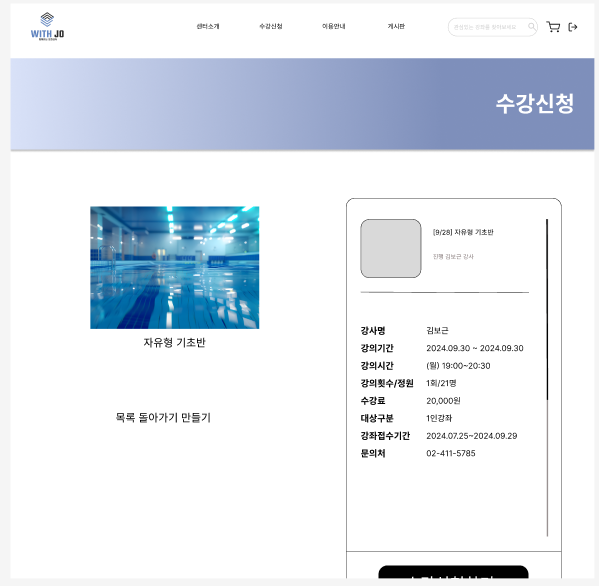 WITH JO
센터소개 수강신청 이용안내 게시판
수강신청
[9/28] 자유형 기초반
진행 김보근 강사
자유형 기초반
목록 돌아가기 만들기
강사명 김보근
강의기간 2024.09.30 ~ 2024.09.30
강의시간 (월) 19:00~20:30
강의횟수/정원 1회/21명
수강료 20,000원
대상구분 1인강좌
강좌접수기간 2024.07.25~2024.09.29
문의처 02-411-5785